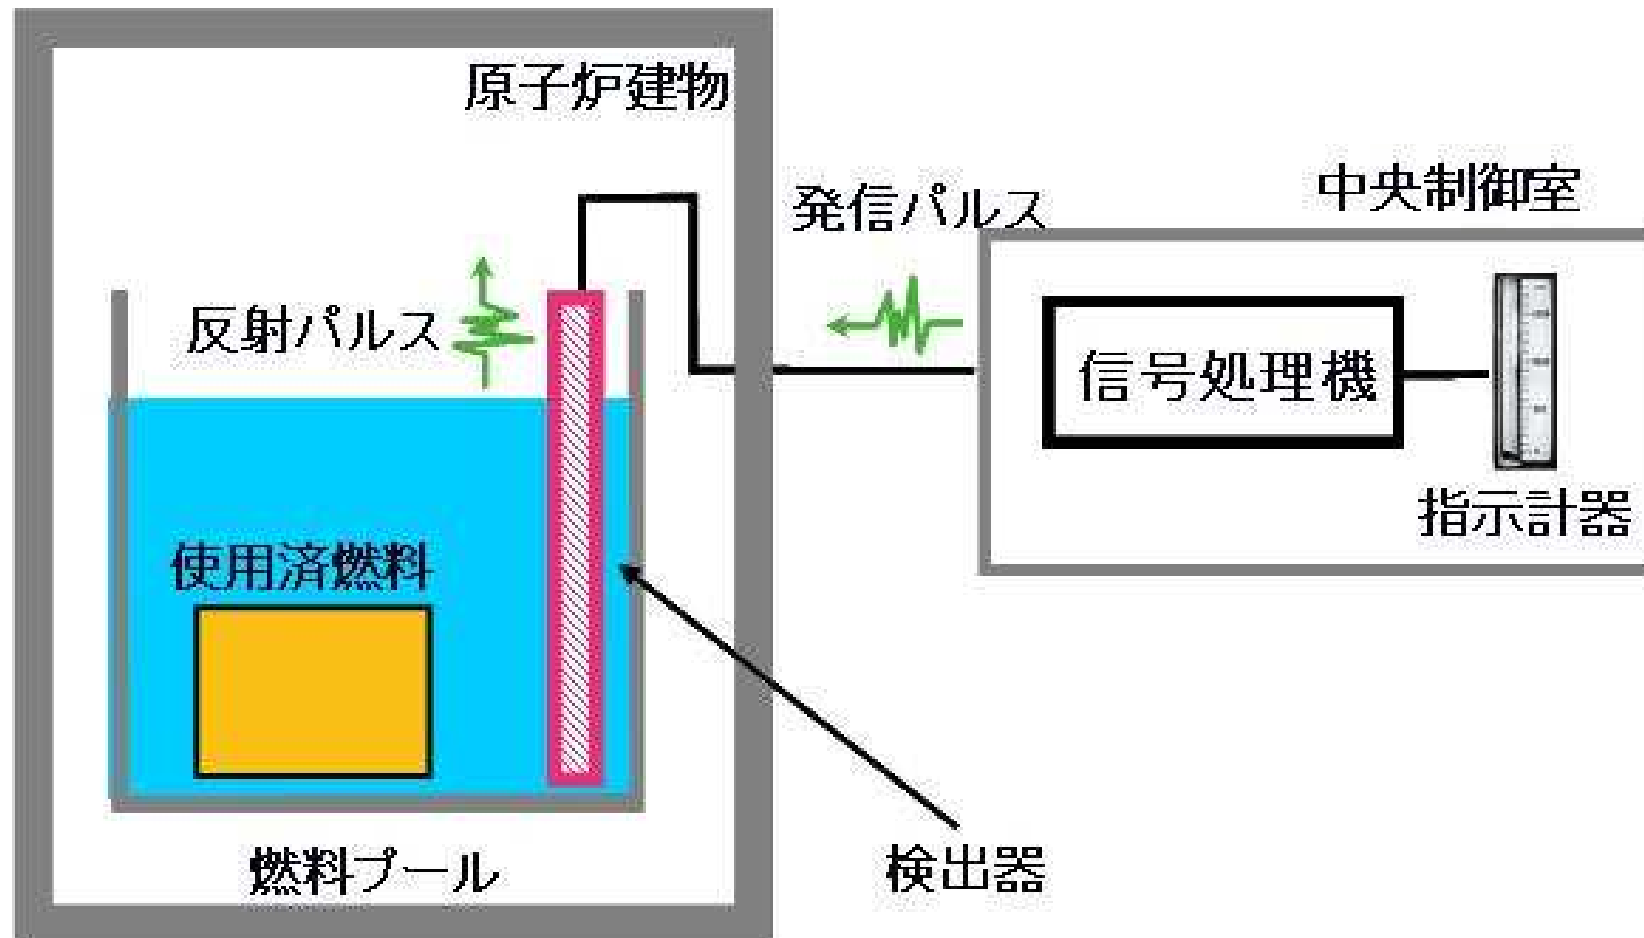 原子炉建物
発信パルス
中央制御室
反射パルス
信号処理機
指示計器
使用済燃料
燃料プール
検出器